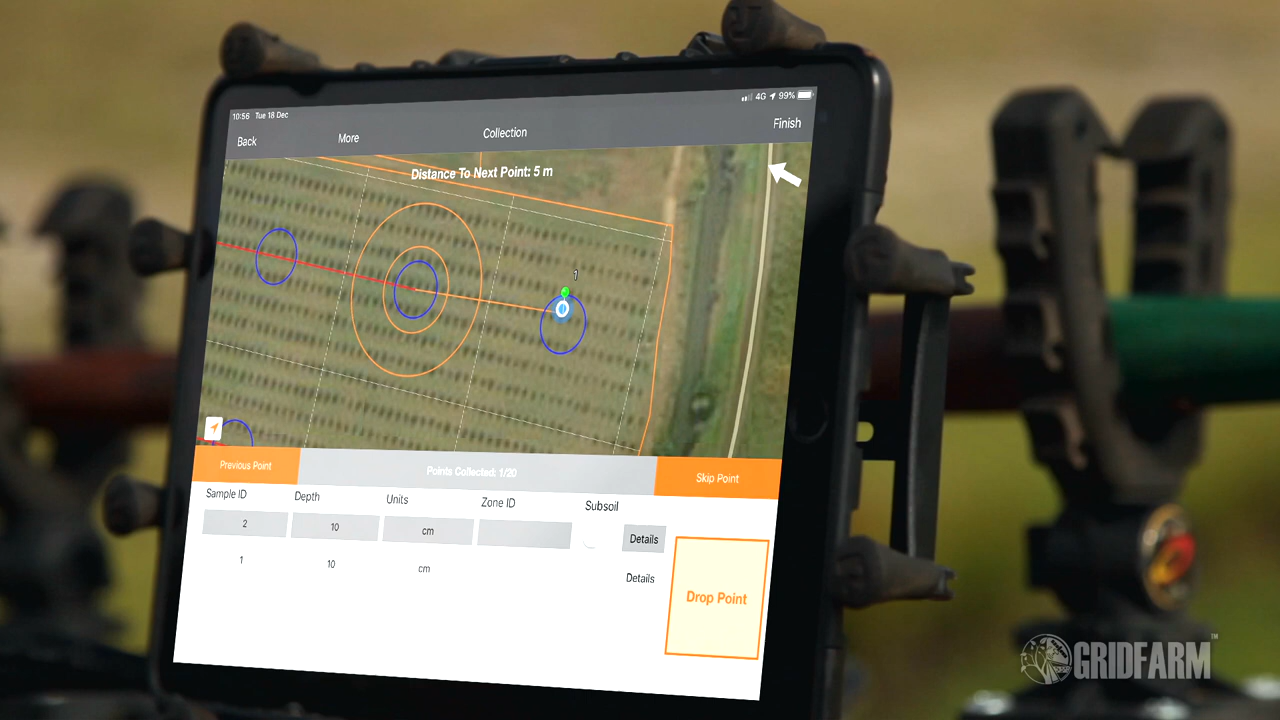 10:56 Tue 18 Dec
4G 99%
Back
More
Collection
Finish
Distance To Next Point: 5 m
1
Previous Point
Points Collected: 1/20
Skip Point
Sample ID Depth Units Zone ID Subsoil
2 10 cm Details
1 10 cm Details
Drop Point
GRIDFARM™